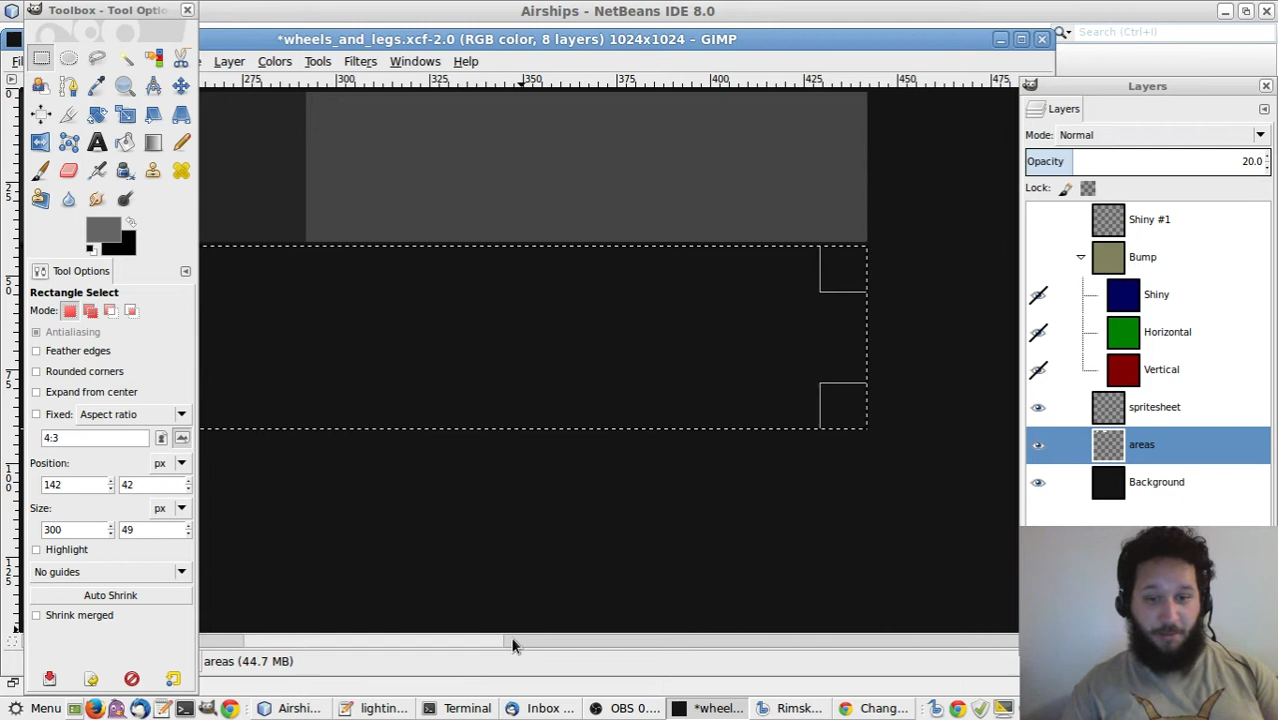 Toolbox - Tool Optio
Airships - NetBeans IDE 8.0
*wheels_and_legs.xcf-2.0 (RGB color, 8 layers) 1024x1024 – GIMP
Search (Ctrl+I)
Layer Colors Tools Filters Windows Help
275 300 325 350 375 400 425 450 475
Layers
Layers
Mode: Normal
Opacity 20.0
Lock:
Shiny #1
Bump
Shiny
Horizontal
Vertical
spritesheet
areas
Background
Tool Options
Rectangle Select
Mode:
Antialiasing
Feather edges
Rounded corners
Expand from center
Fixed: Aspect ratio
4:3
Position: px
142 42
Size: px
300 49
Highlight
No guides
Auto Shrink
Shrink merged
areas (44.7 MB)
Menu
Airshi...
lightin...
Terminal
Inbox ...
OBS 0....
*wheel...
Rimsk...
Chang...